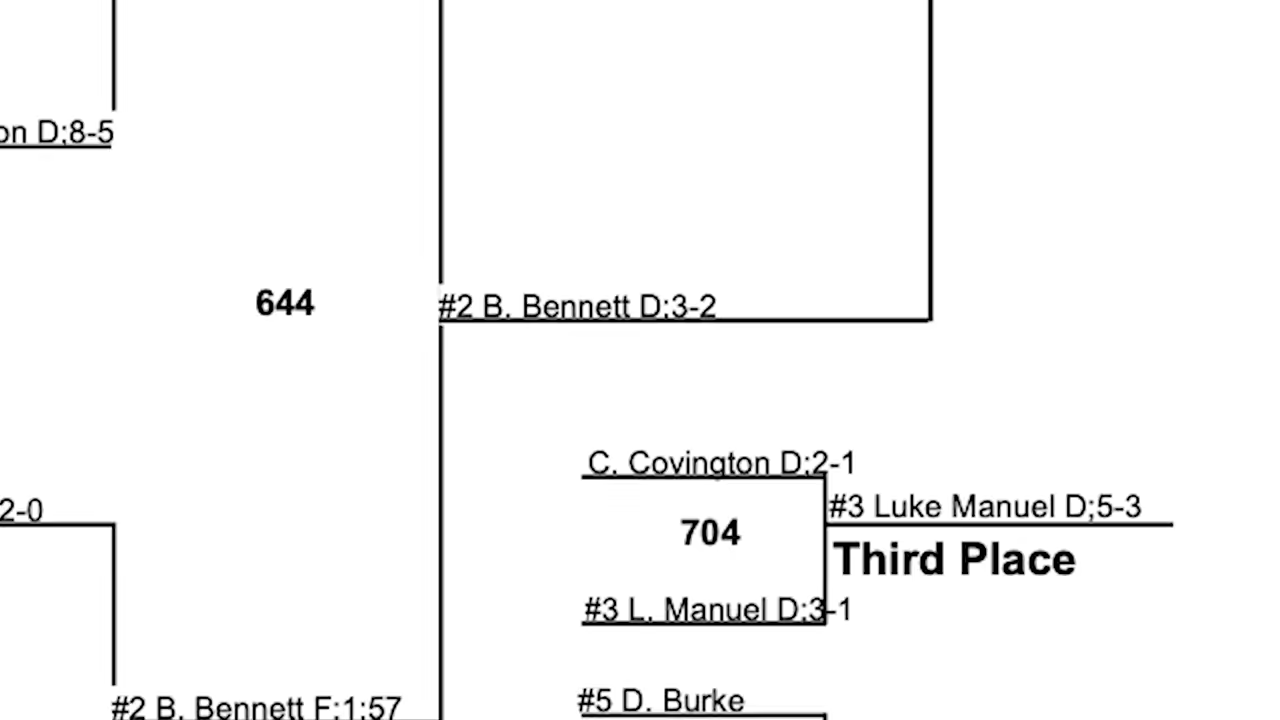 D;8-5
644
#2 B. Bennett D;3-2
C. Covington D;2-1
#3 Luke Manuel D;5-3
2-0
704
Third Place
#3 L. Manuel D;3-1
#5 D. Burke
#2 B. Bennett F;1:57